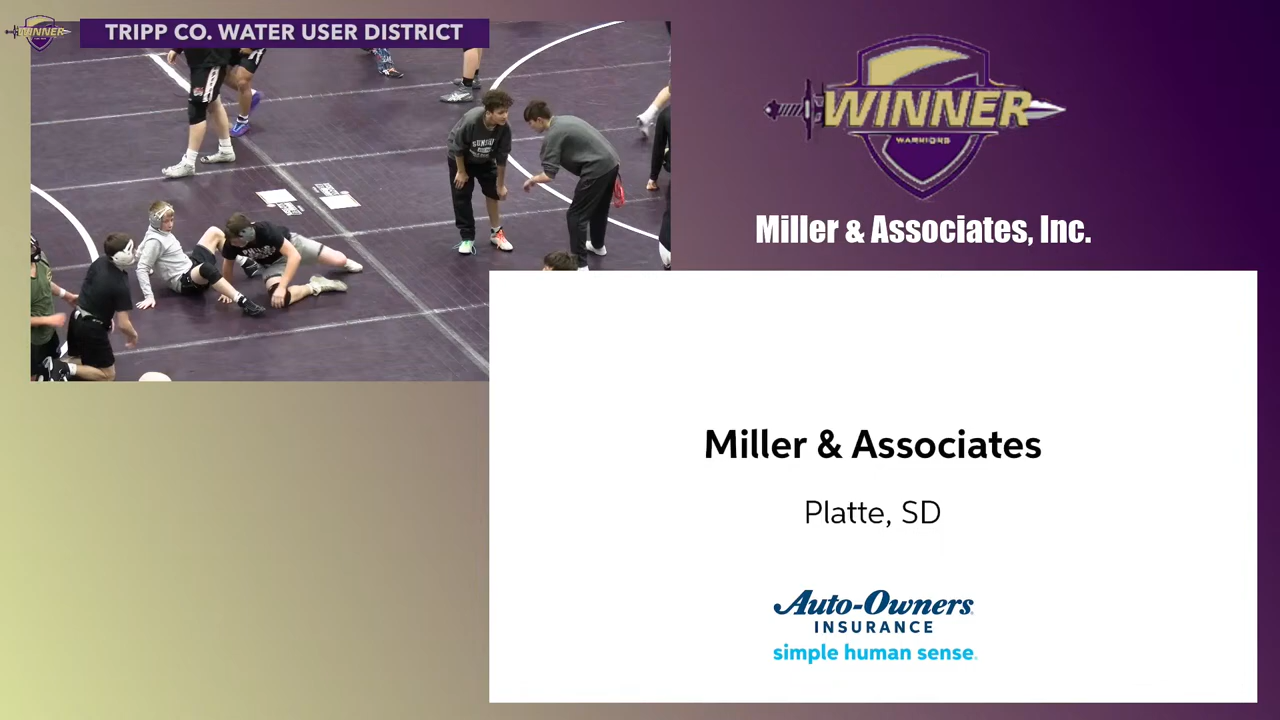 WINNER
TRIPP CO. WATER USER DISTRICT
WINNER
WARRIORS
Miller & Associates, Inc.
Miller & Associates
Platte, SD
Auto-Owners
INSURANCE
simple human sense.